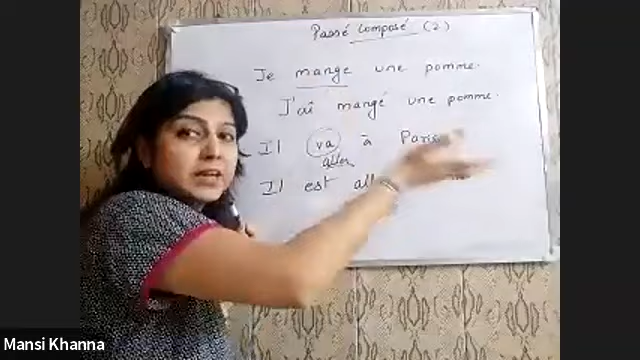 Passé Composé (2)
Je mange une pomme.
J'ai mangé une pomme.
Il va à Paris
aller
Il est all
Mansi Khanna